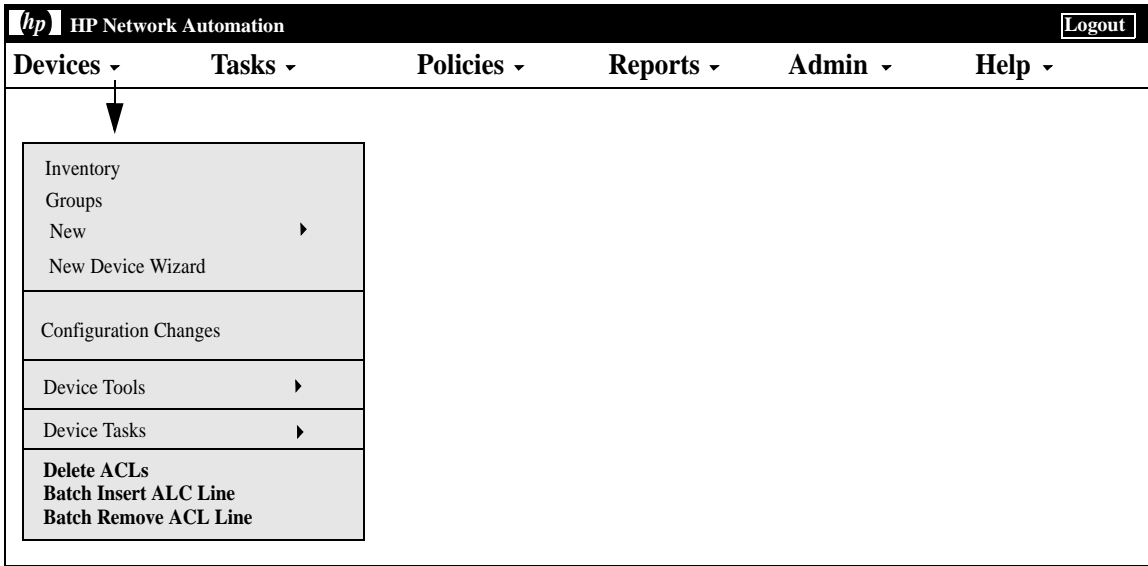 hp HP Network Automation Logout
Devices Tasks Policies Reports Admin Help
Inventory
Groups
New
New Device Wizard
Configuration Changes
Device Tools
Device Tasks
Delete ACLs
Batch Insert ALC Line
Batch Remove ACL Line